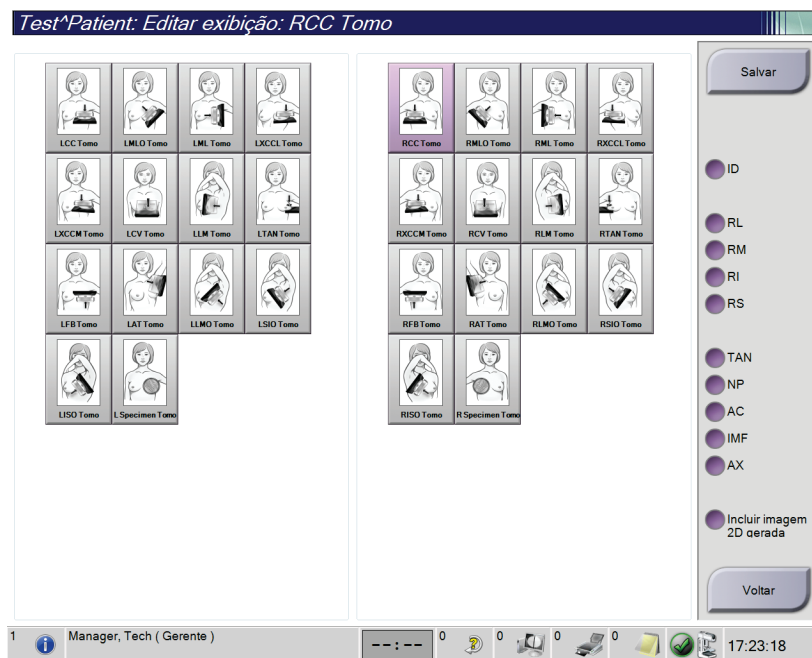 Test^Patient: Editar exibição: RCC Tomo
LCC Tomo LMLO Tomo LML Tomo LXCCL Tomo
LXCCM Tomo LCV Tomo LLM Tomo LTAN Tomo
LFB Tomo LAT Tomo LLMO Tomo LSIO Tomo
LISO Tomo L Specimen Tomo
RCC Tomo RMLO Tomo RML Tomo RXCCL Tomo
RXCCM Tomo RCV Tomo RLM Tomo RTAN Tomo
RFB Tomo RAT Tomo RLMO Tomo RSIO Tomo
RISO Tomo R Specimen Tomo
Salvar
ID
RL
RM
RI
RS
TAN
NP
AC
IMF
AX
Incluir imagem
2D gerada
Voltar
1 Manager, Tech ( Gerente ) --:-- 0 0 0 0 17:23:18